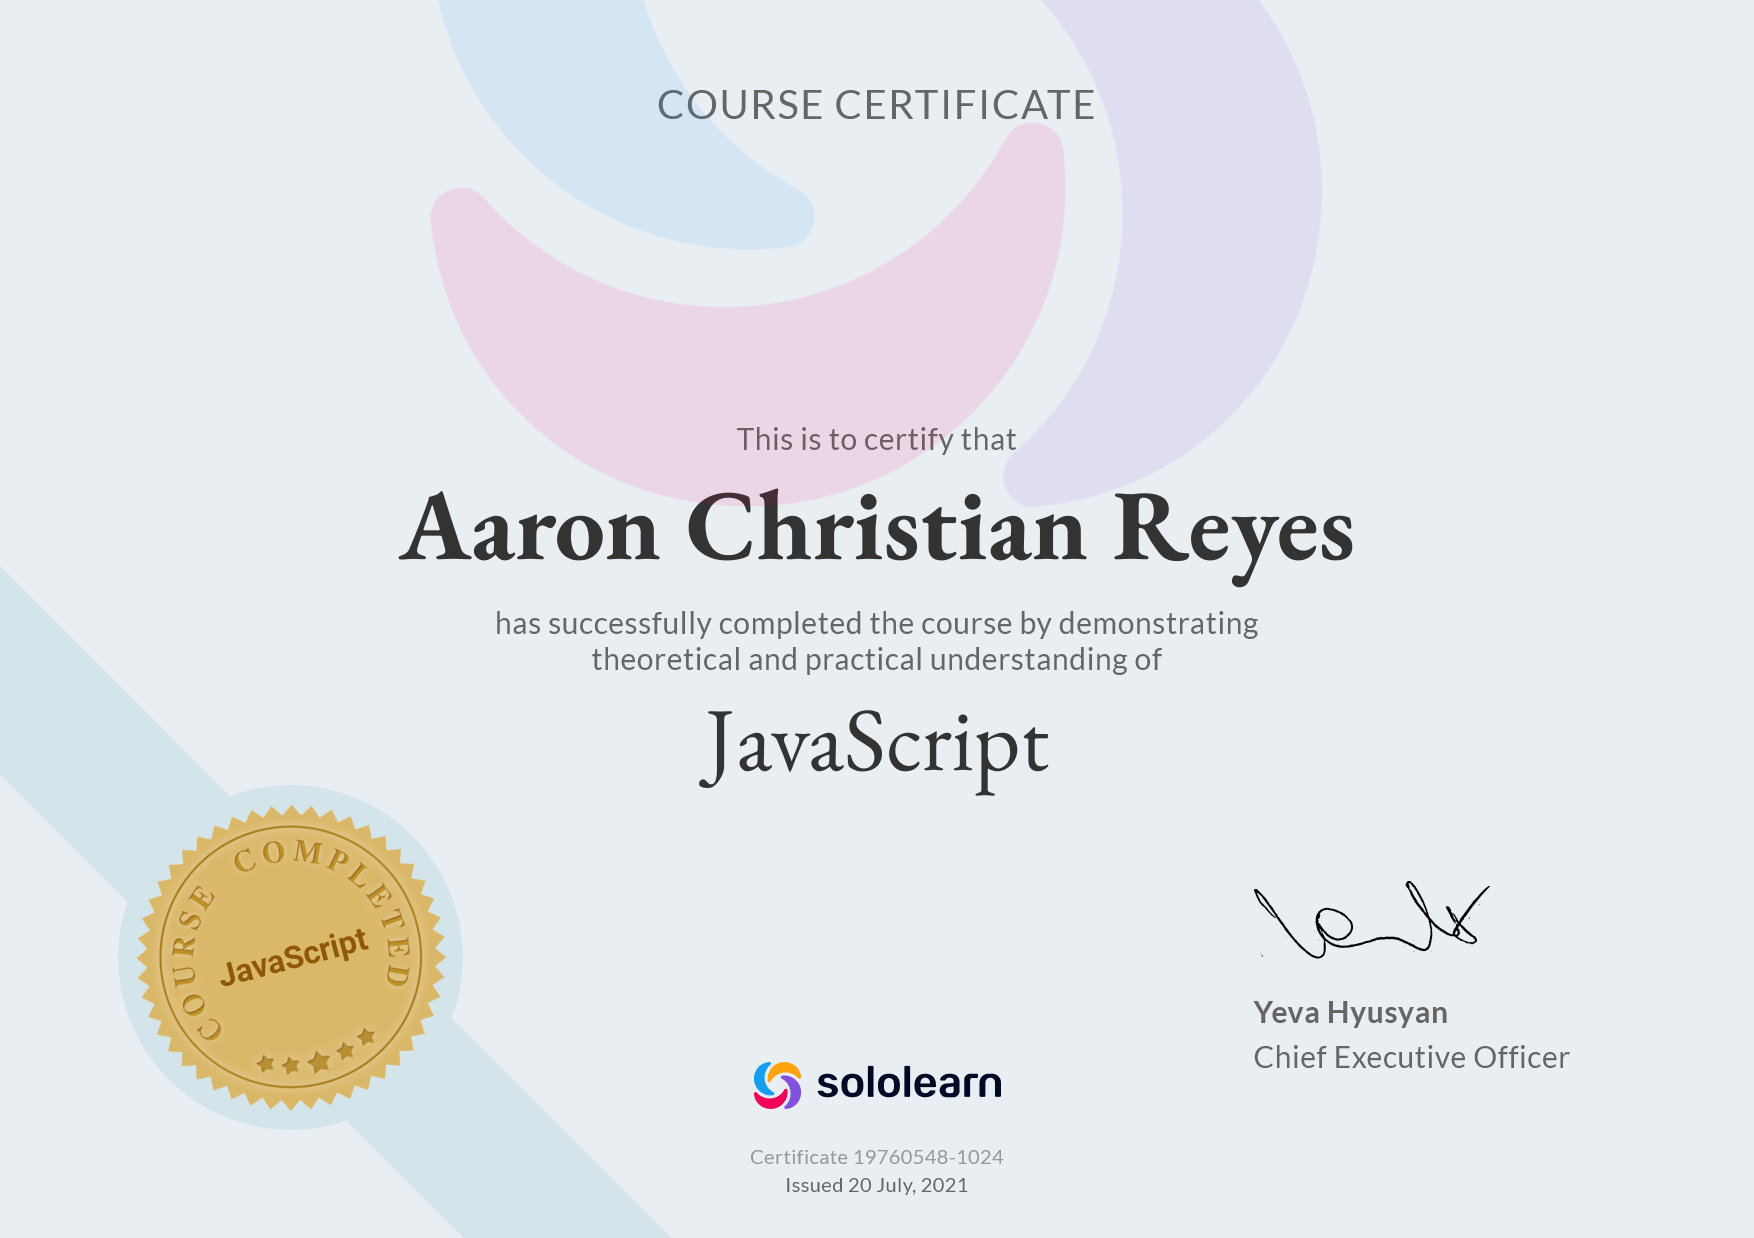 COURSE CERTIFICATE
This is to certify that
Aaron Christian Reyes
has successfully completed the course by demonstrating
theoretical and practical understanding of
JavaScript
COURSE COMPLETED
JavaScript
Yeva Hyusyan
Chief Executive Officer
sololearn
Certificate 19760548-1024
Issued 20 July, 2021